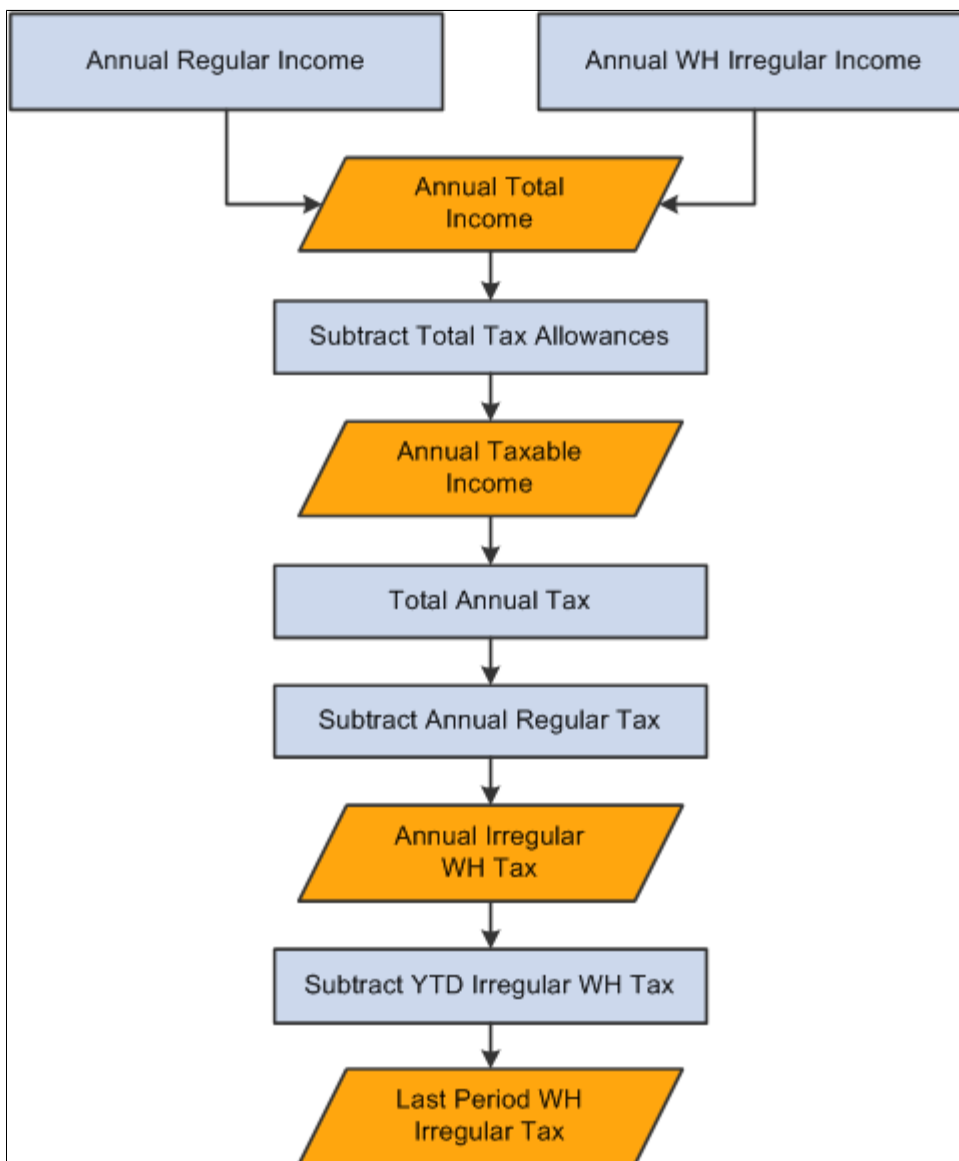 Annual Regular Income
Annual WH Irregular Income
Annual Total
Income
Subtract Total Tax Allowances
Annual Taxable
Income
Total Annual Tax
Subtract Annual Regular Tax
Annual Irregular
WH Tax
Subtract YTD Irregular WH Tax
Last Period WH
Irregular Tax